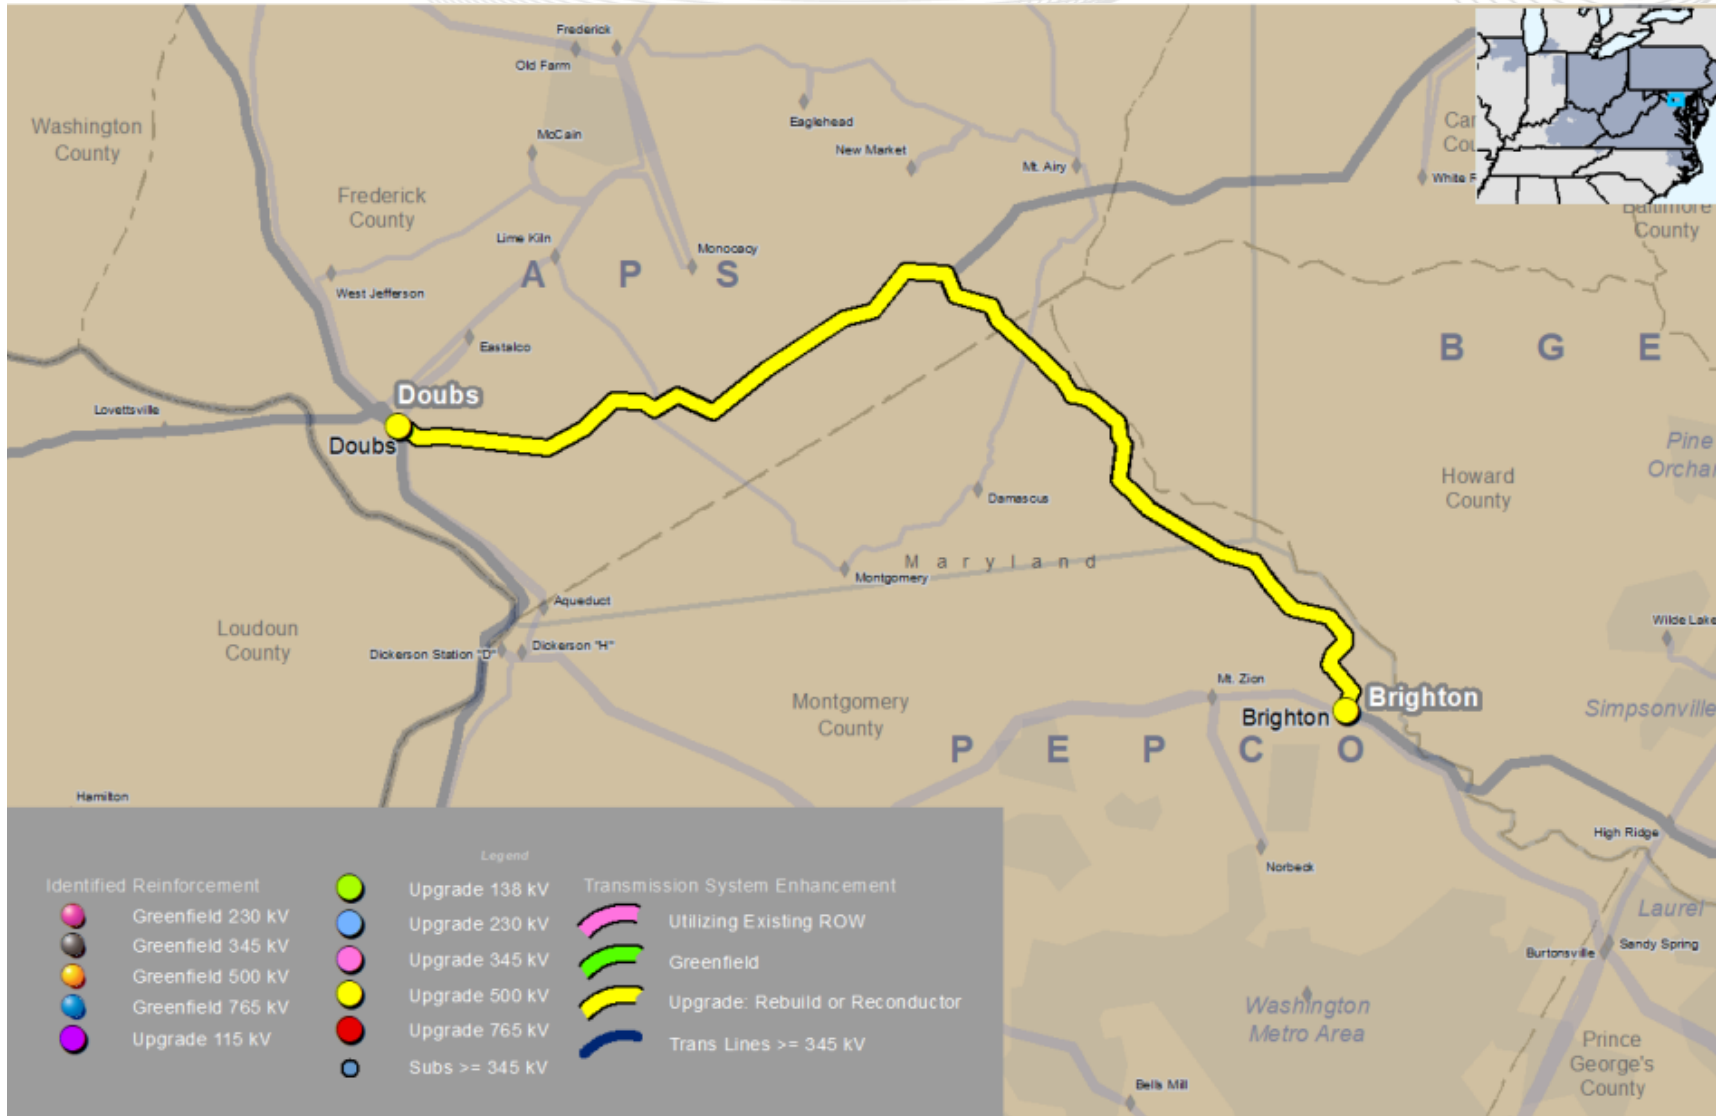 Frederick
Old Farm
Washington
County
Eaglehead
McCain
New Market
Mt. Airy
Frederick
County
Baltimore
County
Lime Kiln
Monocacy
A P S
West Jefferson
Eastalco
B G E
Doubs
Lovettsville
Doubs
Pine
Howard
County
Damascus
Maryland
Montgomery
Aqueduct
Loudoun
County
Dickerson Station "D"
Dickerson "H"
Wilde Lake
Mt. Zion
Brighton
Montgomery
County
Brighton
Simpsonville
P E P C O
Hamilton
High Ridge
Norbeck
Laurel
Burtonsville
Sandy Spring
Washington
Metro Area
Prince
George's
County
Bells Mill
Legend
Identified Reinforcement
Greenfield 230 kV
Greenfield 345 kV
Greenfield 500 kV
Greenfield 765 kV
Upgrade 115 kV
Upgrade 138 kV
Upgrade 230 kV
Upgrade 345 kV
Upgrade 500 kV
Upgrade 765 kV
Subs >= 345 kV
Transmission System Enhancement
Utilizing Existing ROW
Greenfield
Upgrade: Rebuild or Reconductor
Trans Lines >= 345 kV